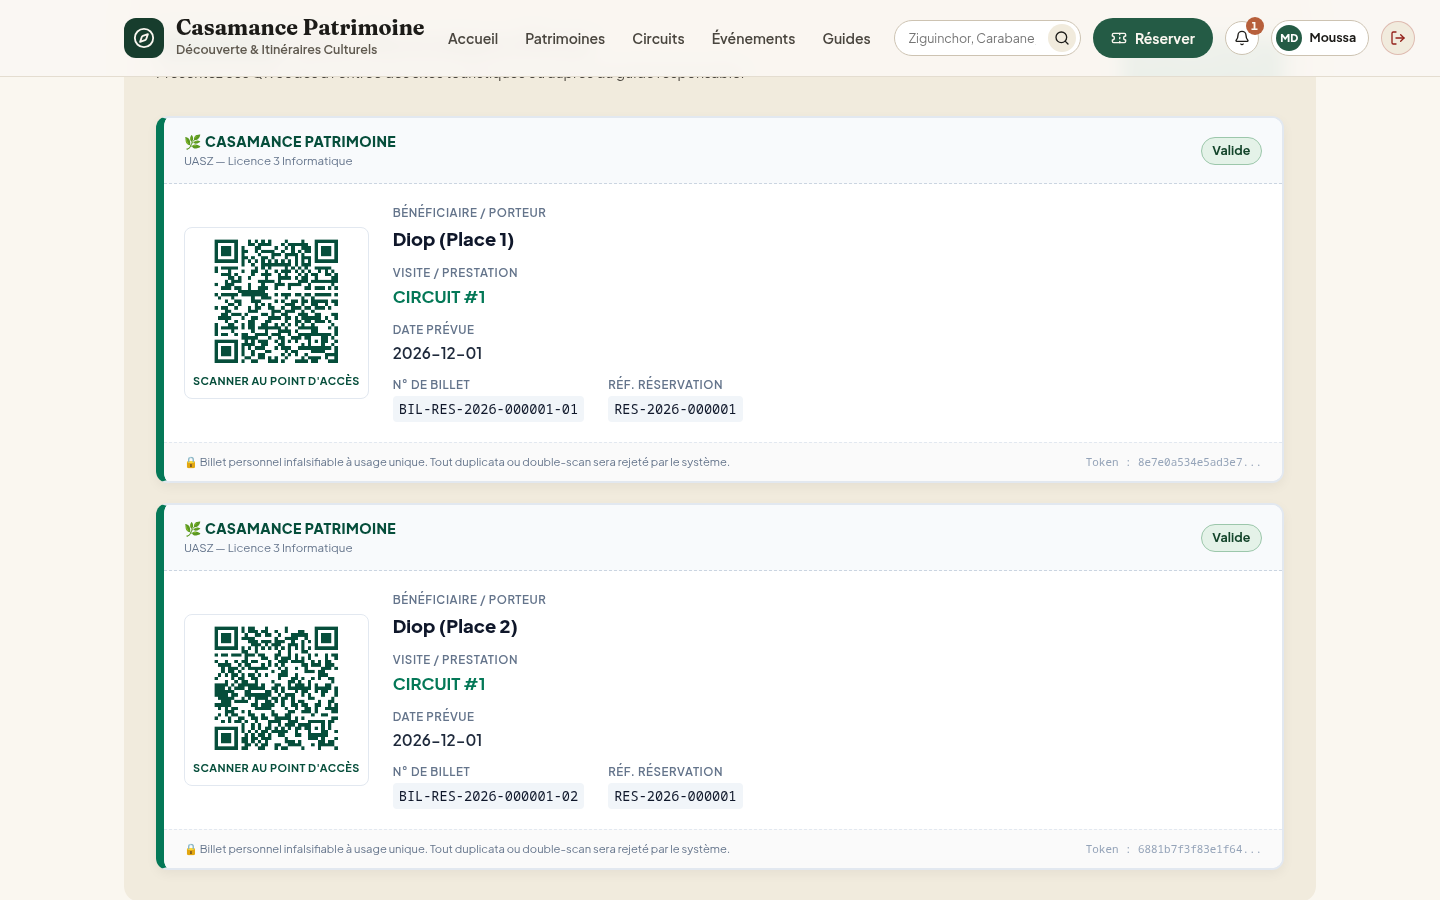 Casamance Patrimoine
Découverte & Itinéraires Culturels
Accueil
Patrimoines
Circuits
Événements
Guides
Ziguinchor, Carabane
Réserver
1
MD
Moussa
CASAMANCE PATRIMOINE
UASZ — Licence 3 Informatique
Valide
SCANNER AU POINT D'ACCÈS
BÉNÉFICIAIRE / PORTEUR
Diop (Place 1)
VISITE / PRESTATION
CIRCUIT #1
DATE PRÉVUE
2026-12-01
N° DE BILLET
RÉF. RÉSERVATION
BIL-RES-2026-000001-01
RES-2026-000001
Billet personnel infalsifiable à usage unique. Tout duplicata ou double-scan sera rejeté par le système.
Token : 8e7e0a534e5ad3e7...
CASAMANCE PATRIMOINE
UASZ — Licence 3 Informatique
Valide
SCANNER AU POINT D'ACCÈS
BÉNÉFICIAIRE / PORTEUR
Diop (Place 2)
VISITE / PRESTATION
CIRCUIT #1
DATE PRÉVUE
2026-12-01
N° DE BILLET
RÉF. RÉSERVATION
BIL-RES-2026-000001-02
RES-2026-000001
Billet personnel infalsifiable à usage unique. Tout duplicata ou double-scan sera rejeté par le système.
Token : 6881b7f3f83e1f64...